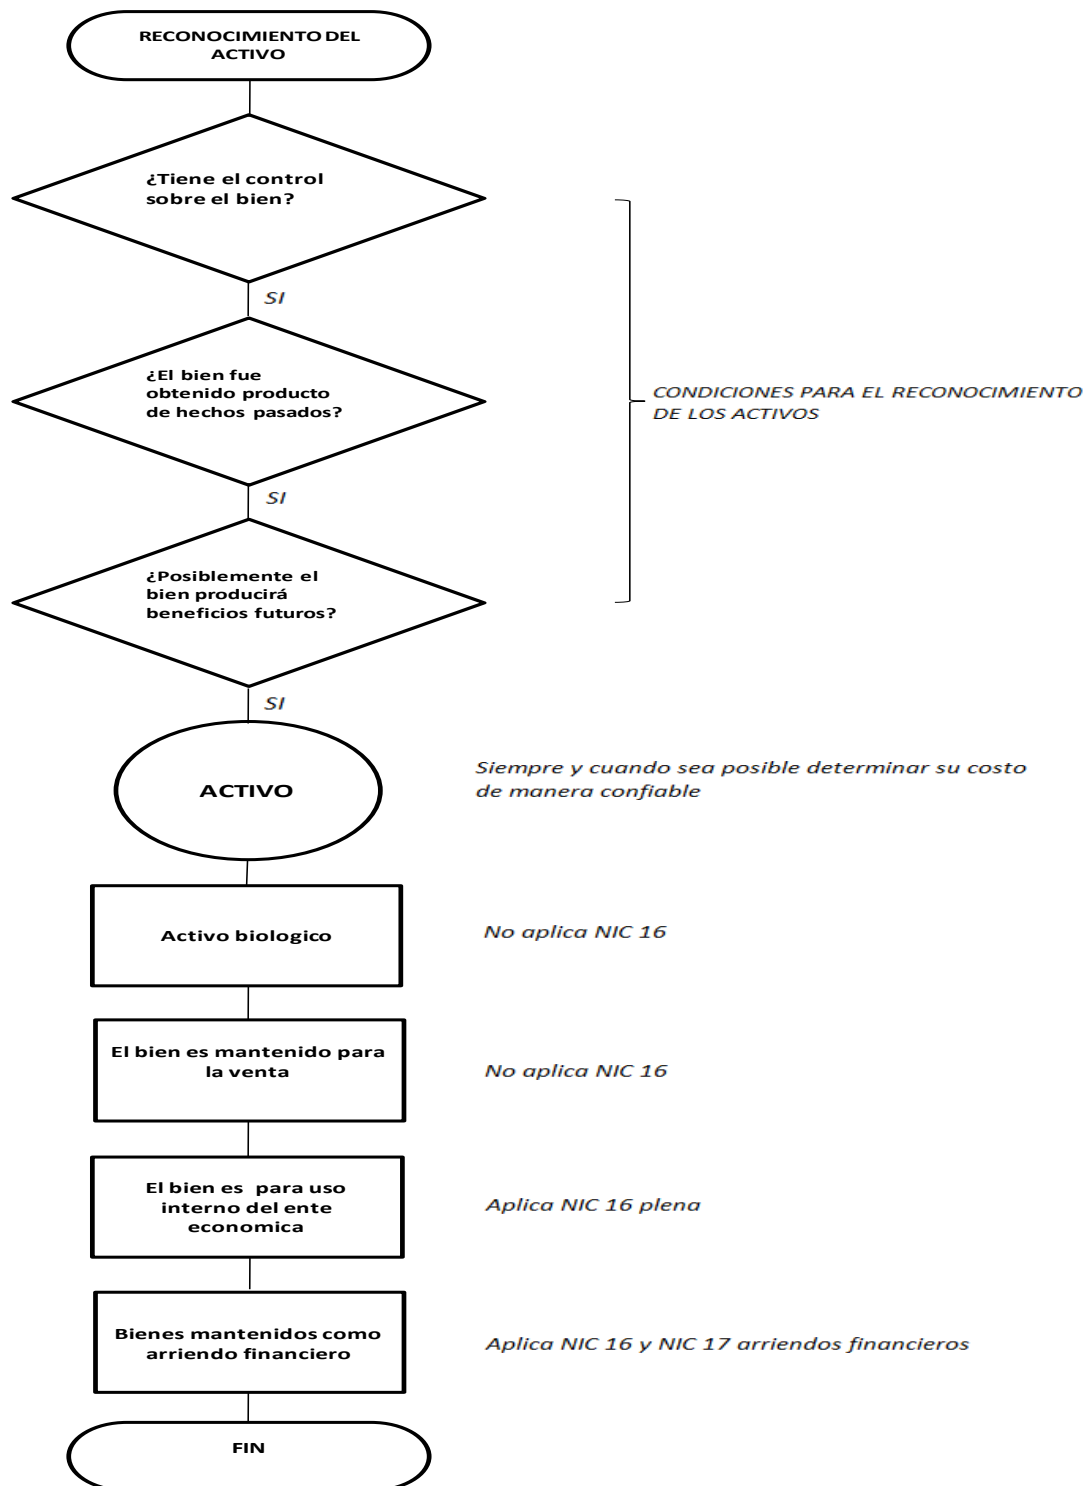 RECONOCIMIENTO DEL
ACTIVO
¿Tiene el control
sobre el bien?
SI
¿El bien fue
obtenido producto
de hechos pasados?
CONDICIONES PARA EL RECONOCIMIENTO
DE LOS ACTIVOS
SI
¿Posiblemente el
bien producirá
beneficios futuros?
SI
ACTIVO
Siempre y cuando sea posible determinar su costo
de manera confiable
Activo biologico
No aplica NIC 16
El bien es mantenido para
la venta
No aplica NIC 16
El bien es para uso
interno del ente
economica
Aplica NIC 16 plena
Bienes mantenidos como
arriendo financiero
Aplica NIC 16 y NIC 17 arriendos financieros
FIN